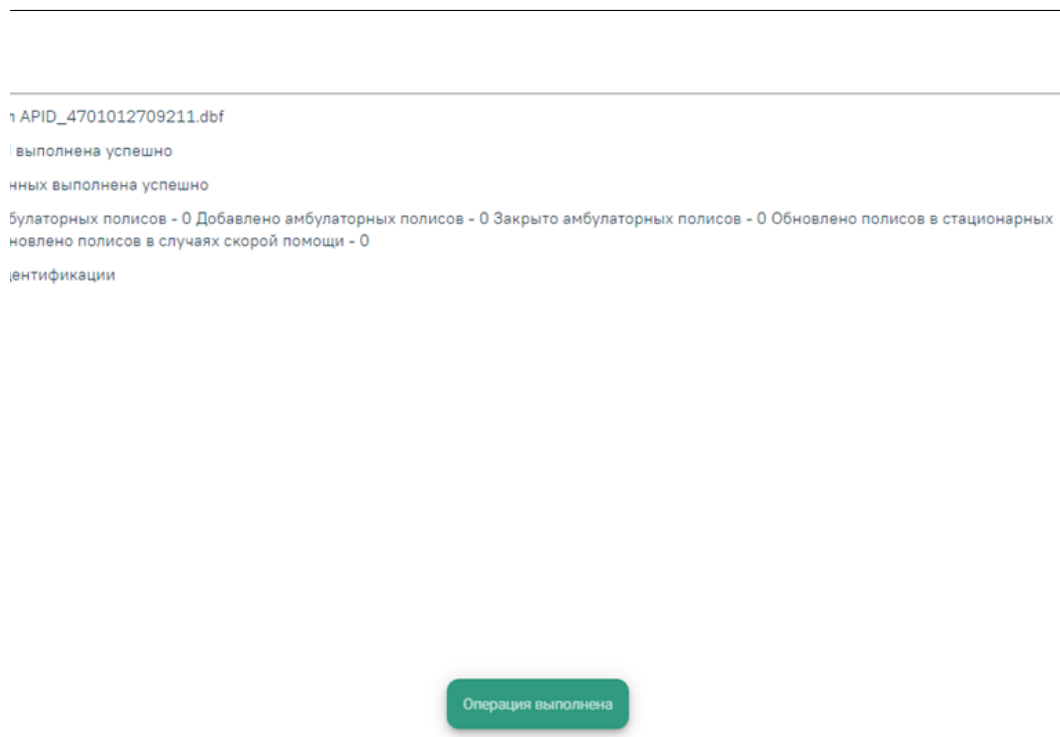 APID_4701012709211.dbf
выполнена успешно
нных выполнена успешно
булаторных полисов - 0 Добавлено амбулаторных полисов - 0 Закрыто амбулаторных полисов - 0 Обновлено полисов в стационарных
новлено полисов в случаях скорой помощи - 0
дентификации
Операция выполнена